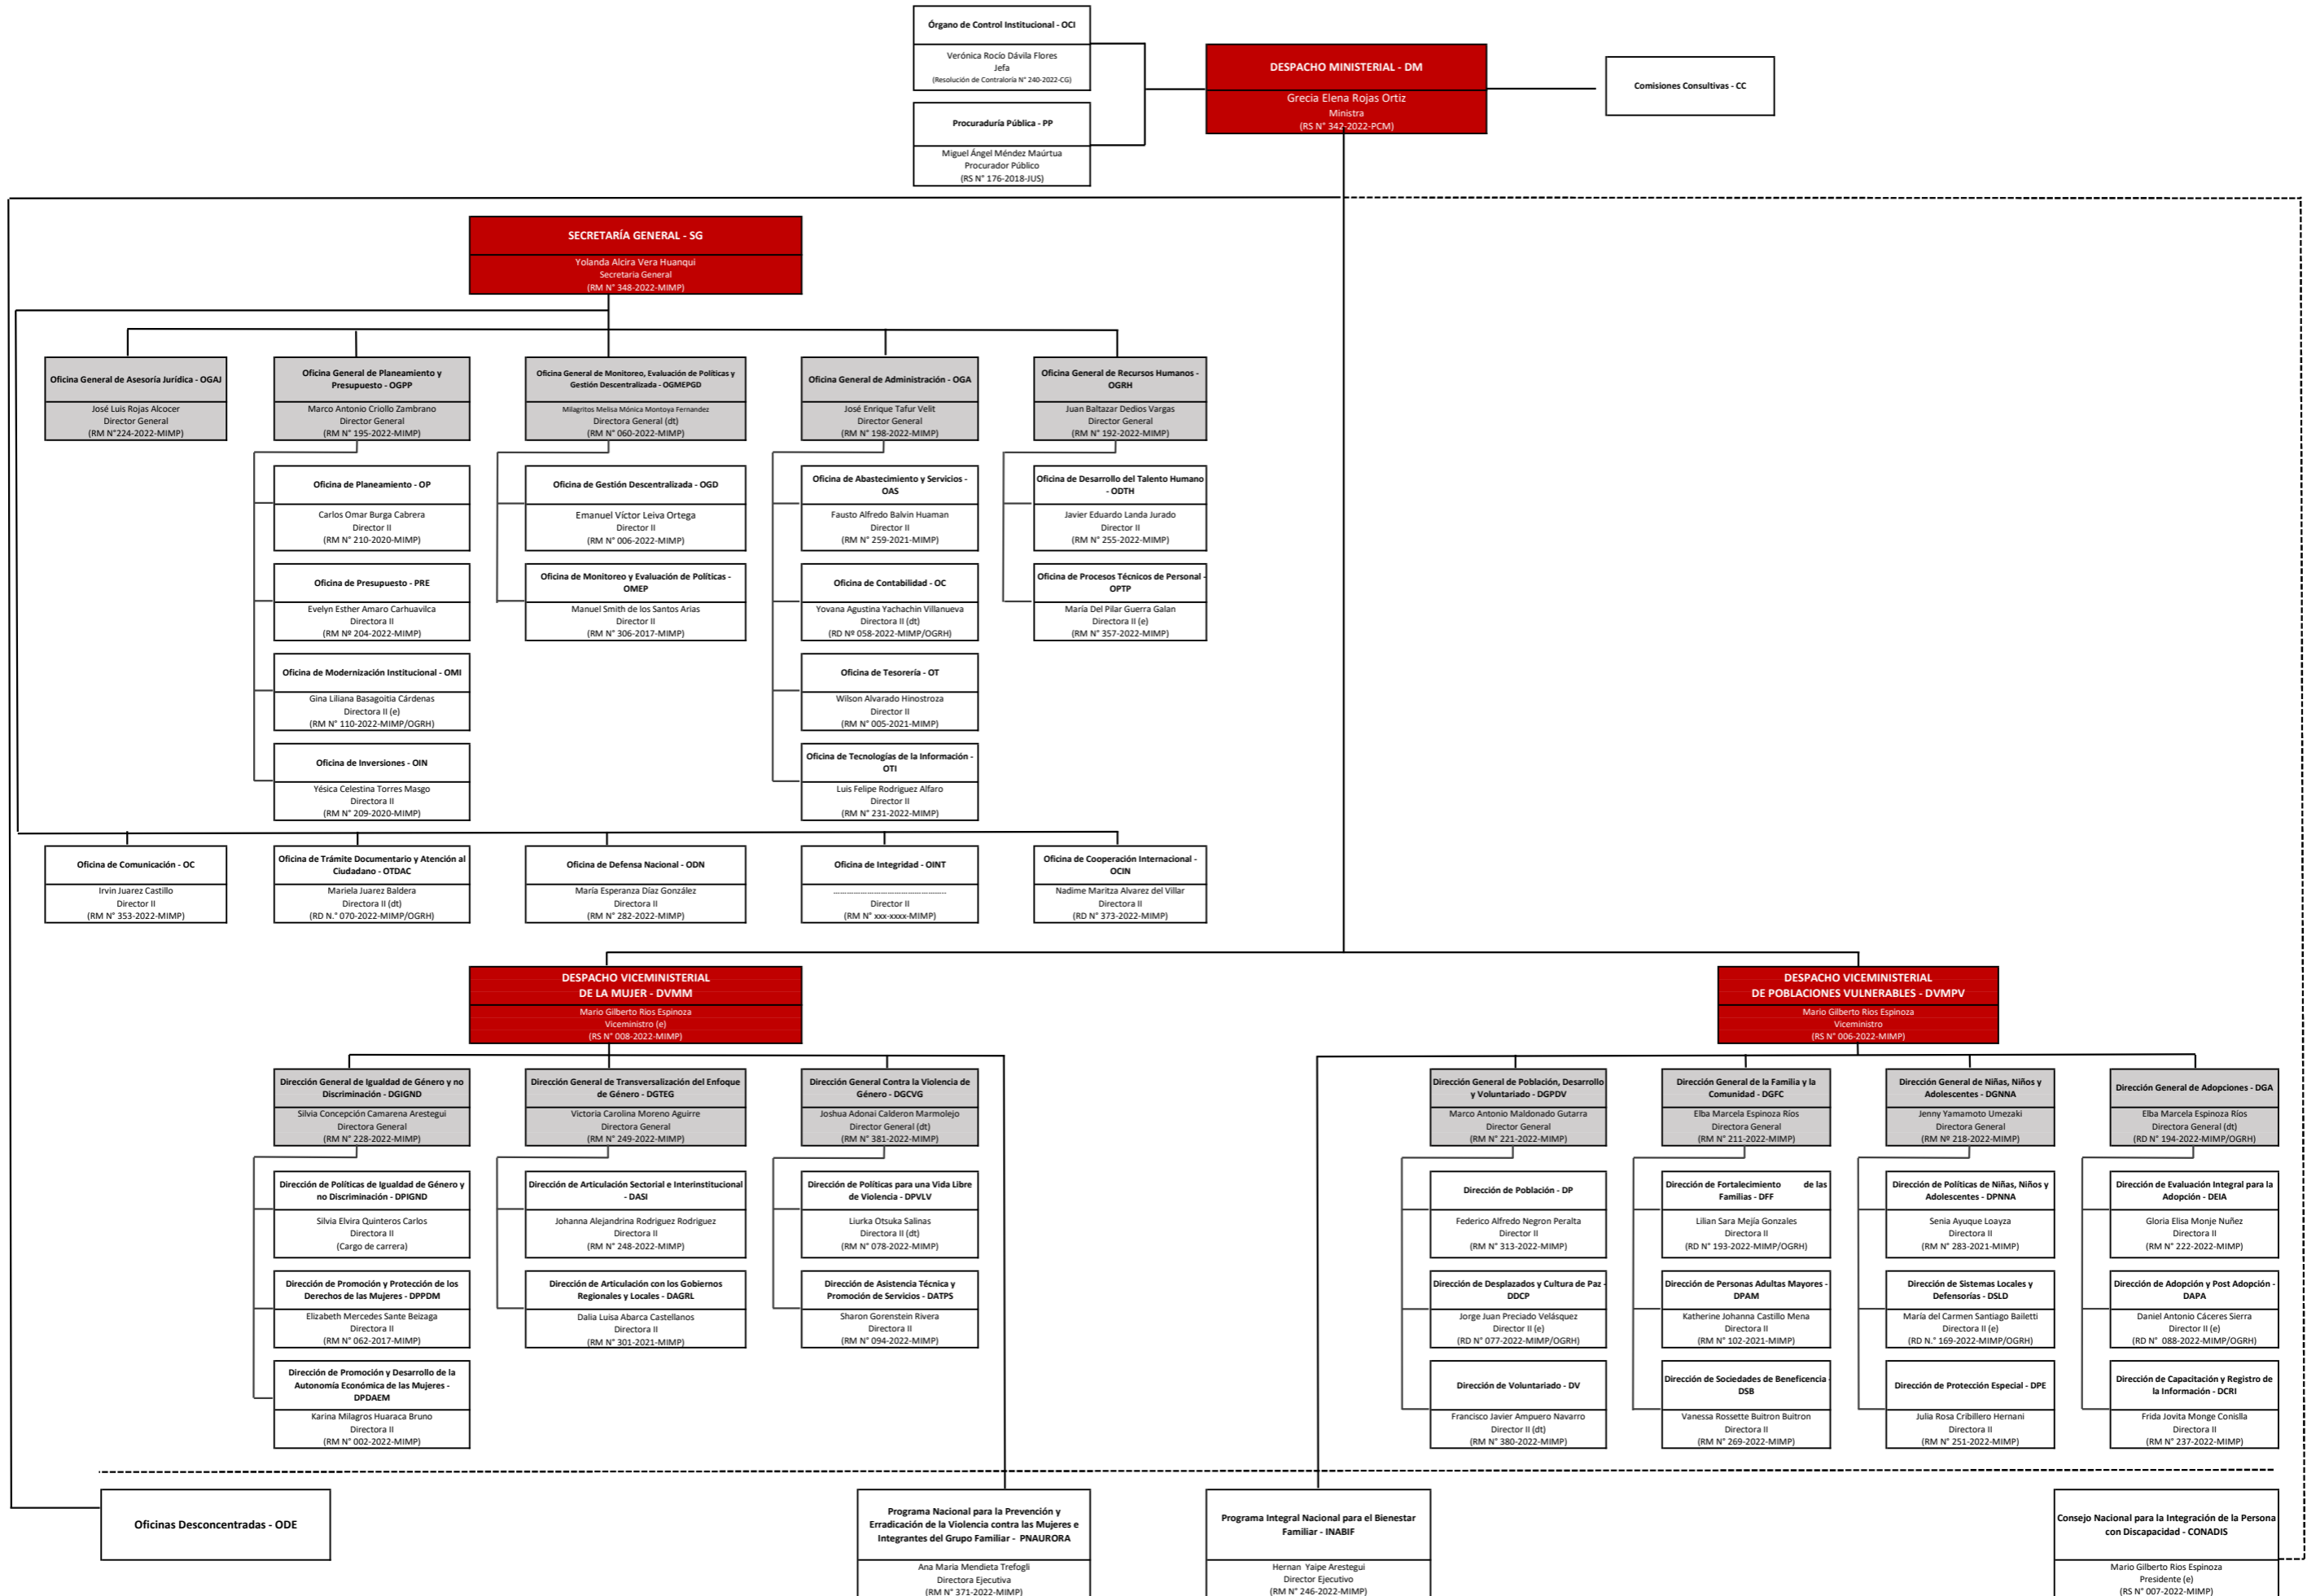 Órgano de Control Institucional - OCI
Verónica Rocío Dávila Flores
Jefa
(Resolución de Contraloría N° 240-2022-CG)
DESPACHO MINISTERIAL - DM
Grecia Elena Rojas Ortiz
Ministra
(RS N° 342-2022-PCM)
Comisiones Consultivas - CC
Procuraduría Pública - PP
Miguel Ángel Méndez Maúrtua
Procurador Público
(RS N° 176-2018-JUS)
SECRETARÍA GENERAL - SG
Yolanda Alcira Vera Huanqui
Secretaria General
(RM N° 348-2022-MIMP)
Oficina General de Asesoría Jurídica - OGAJ
José Luis Rojas Alcocer
Director General
(RM N°224-2022-MIMP)
Oficina General de Planeamiento y
Presupuesto - OGPP
Marco Antonio Criollo Zambrano
Director General
(RM N° 195-2022-MIMP)
Oficina General de Monitoreo, Evaluación de Políticas y
Gestión Descentralizada - OGMEPGD
Milagritos Melisa Mónica Montoya Fernandez
Directora General (dt)
(RM N° 060-2022-MIMP)
Oficina General de Administración - OGA
José Enrique Tafur Velit
Director General
(RM N° 198-2022-MIMP)
Oficina General de Recursos Humanos -
OGRH
Juan Baltazar Dedios Vargas
Director General
(RM N° 192-2022-MIMP)
Oficina de Planeamiento - OP
Carlos Omar Burga Cabrera
Director II
(RM N° 210-2020-MIMP)
Oficina de Gestión Descentralizada - OGD
Emanuel Víctor Leiva Ortega
Director II
(RM N° 006-2022-MIMP)
Oficina de Abastecimiento y Servicios -
OAS
Fausto Alfredo Balvin Huaman
Director II
(RM N° 259-2021-MIMP)
Oficina de Desarrollo del Talento Humano
- ODTH
Javier Eduardo Landa Jurado
Director II
(RM N° 255-2022-MIMP)
Oficina de Presupuesto - PRE
Evelyn Esther Amaro Carhuavilca
Directora II
(RM Nº 204-2022-MIMP)
Oficina de Monitoreo y Evaluación de Políticas -
OMEP
Manuel Smith de los Santos Arias
Director II
(RM N° 306-2017-MIMP)
Oficina de Contabilidad - OC
Yovana Agustina Yachachin Villanueva
Directora II (dt)
(RD Nº 058-2022-MIMP/OGRH)
Oficina de Procesos Técnicos de Personal -
OPTP
María Del Pilar Guerra Galan
Directora II (e)
(RM N° 357-2022-MIMP)
Oficina de Modernización Institucional - OMI
Gina Liliana Basagoitia Cárdenas
Directora II (e)
(RM N° 110-2022-MIMP/OGRH)
Oficina de Tesorería - OT
Wilson Alvarado Hinostroza
Director II
(RM N° 005-2021-MIMP)
Oficina de Inversiones - OIN
Yésica Celestina Torres Masgo
Directora II
(RM N° 209-2020-MIMP)
Oficina de Tecnologías de la Información -
OTI
Luis Felipe Rodriguez Alfaro
Director II
(RM N° 231-2022-MIMP)
Oficina de Comunicación - OC
Irvin Juarez Castillo
Director II
(RM N° 353-2022-MIMP)
Oficina de Trámite Documentario y Atención al
Ciudadano - OTDAC
Mariela Juarez Baldera
Directora II (dt)
(RD N.° 070-2022-MIMP/OGRH)
Oficina de Defensa Nacional - ODN
María Esperanza Díaz González
Directora II
(RM N° 282-2022-MIMP)
Oficina de Integridad - OINT
................................................
Director II
(RM N° xxx-xxxx-MIMP)
Oficina de Cooperación Internacional -
OCIN
Nadime Maritza Alvarez del Villar
Directora II
(RD N° 373-2022-MIMP)
DESPACHO VICEMINISTERIAL
DE LA MUJER - DVMM
Mario Gilberto Rios Espinoza
Viceministro (e)
(RS N° 008-2022-MIMP)
DESPACHO VICEMINISTERIAL
DE POBLACIONES VULNERABLES - DVMPV
Mario Gilberto Rios Espinoza
Viceministro
(RS N° 006-2022-MIMP)
Dirección General de Igualdad de Género y no
Discriminación - DGIGND
Silvia Concepción Camarena Arestegui
Directora General
(RM N° 228-2022-MIMP)
Dirección General de Transversalización del Enfoque
de Género - DGTEG
Victoria Carolina Moreno Aguirre
Directora General
(RM N° 249-2022-MIMP)
Dirección General Contra la Violencia de
Género - DGCVG
Joshua Adonai Calderon Marmolejo
Director General (dt)
(RM N° 381-2022-MIMP)
Dirección General de Población, Desarrollo
y Voluntariado - DGPDV
Marco Antonio Maldonado Gutarra
Director General
(RM N° 221-2022-MIMP)
Dirección General de la Familia y la
Comunidad - DGFC
Elba Marcela Espinoza Ríos
Directora General
(RM N° 211-2022-MIMP)
Dirección General de Niñas, Niños y
Adolescentes - DGNNA
Jenny Yamamoto Umezaki
Directora General
(RM Nº 218-2022-MIMP)
Dirección General de Adopciones - DGA
Elba Marcela Espinoza Ríos
Directora General (dt)
(RD N° 194-2022-MIMP/OGRH)
Dirección de Políticas de Igualdad de Género y
no Discriminación - DPIGND
Silvia Elvira Quinteros Carlos
Directora II
(Cargo de carrera)
Dirección de Articulación Sectorial e Interinstitucional
- DASI
Johanna Alejandrina Rodriguez Rodriguez
Directora II
(RM N° 248-2022-MIMP)
Dirección de Políticas para una Vida Libre
de Violencia - DPVLV
Liurka Otsuka Salinas
Directora II (dt)
(RM N° 078-2022-MIMP)
Dirección de Población - DP
Federico Alfredo Negron Peralta
Director II
(RM N° 313-2022-MIMP)
Dirección de Fortalecimiento de las
Familias - DFF
Lilian Sara Mejía Gonzales
Directora II
(RD N° 193-2022-MIMP/OGRH)
Dirección de Políticas de Niñas, Niños y
Adolescentes - DPNNA
Senia Ayuque Loayza
Directora II
(RM N° 283-2021-MIMP)
Dirección de Evaluación Integral para la
Adopción - DEIA
Gloria Elisa Monje Nuñez
Directora II
(RM N° 222-2022-MIMP)
Dirección de Promoción y Protección de los
Derechos de las Mujeres - DPPDM
Elizabeth Mercedes Sante Beizaga
Directora II
(RM N° 062-2017-MIMP)
Dirección de Articulación con los Gobiernos
Regionales y Locales - DAGRL
Dalia Luisa Abarca Castellanos
Directora II
(RM N° 301-2021-MIMP)
Dirección de Asistencia Técnica y
Promoción de Servicios - DATPS
Sharon Gorenstein Rivera
Directora II
(RM N° 094-2022-MIMP)
Dirección de Desplazados y Cultura de Paz -
DDCP
Jorge Juan Preciado Velásquez
Director II (e)
(RD N° 077-2022-MIMP/OGRH)
Dirección de Personas Adultas Mayores -
DPAM
Katherine Johanna Castillo Mena
Directora II
(RM N° 102-2021-MIMP)
Dirección de Sistemas Locales y
Defensorías - DSLD
María del Carmen Santiago Bailetti
Directora II (e)
(RD N.° 169-2022-MIMP/OGRH)
Dirección de Adopción y Post Adopción -
DAPA
Daniel Antonio Cáceres Sierra
Director II (e)
(RD N° 088-2022-MIMP/OGRH)
Dirección de Promoción y Desarrollo de la
Autonomía Económica de las Mujeres -
DPDAEM
Karina Milagros Huaraca Bruno
Directora II
(RM N° 002-2022-MIMP)
Dirección de Voluntariado - DV
Francisco Javier Ampuero Navarro
Director II (dt)
(RM N° 380-2022-MIMP)
Dirección de Sociedades de Beneficencia -
DSB
Vanessa Rossette Buitron Buitron
Directora II
(RM N° 269-2022-MIMP)
Dirección de Protección Especial - DPE
Julia Rosa Cribillero Hernani
Directora II
(RM N° 251-2022-MIMP)
Dirección de Capacitación y Registro de
la Información - DCRI
Frida Jovita Monge Conislla
Directora II
(RM N° 237-2022-MIMP)
Oficinas Desconcentradas - ODE
Programa Nacional para la Prevención y
Erradicación de la Violencia contra las Mujeres e
Integrantes del Grupo Familiar - PNAURORA
Ana Maria Mendieta Trefogli
Directora Ejecutiva
(RM N° 371-2022-MIMP)
Programa Integral Nacional para el Bienestar
Familiar - INABIF
Hernan Yaipe Arestegui
Director Ejecutivo
(RM N° 246-2022-MIMP)
Consejo Nacional para la Integración de la Persona
con Discapacidad - CONADIS
Mario Gilberto Rios Espinoza
Presidente (e)
(RS N° 007-2022-MIMP)